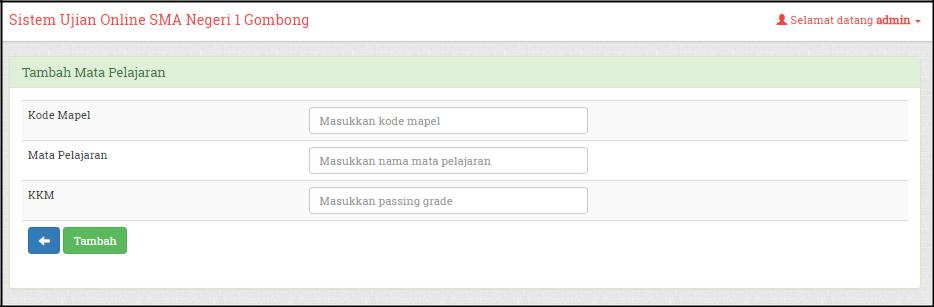 Sistem Ujian Online SMA Negeri 1 Gombong
Selamat datang admin
Tambah Mata Pelajaran
Kode Mapel
Masukkan kode mapel
Mata Pelajaran
Masukkan nama mata pelajaran
KKM
Masukkan passing grade
Tambah